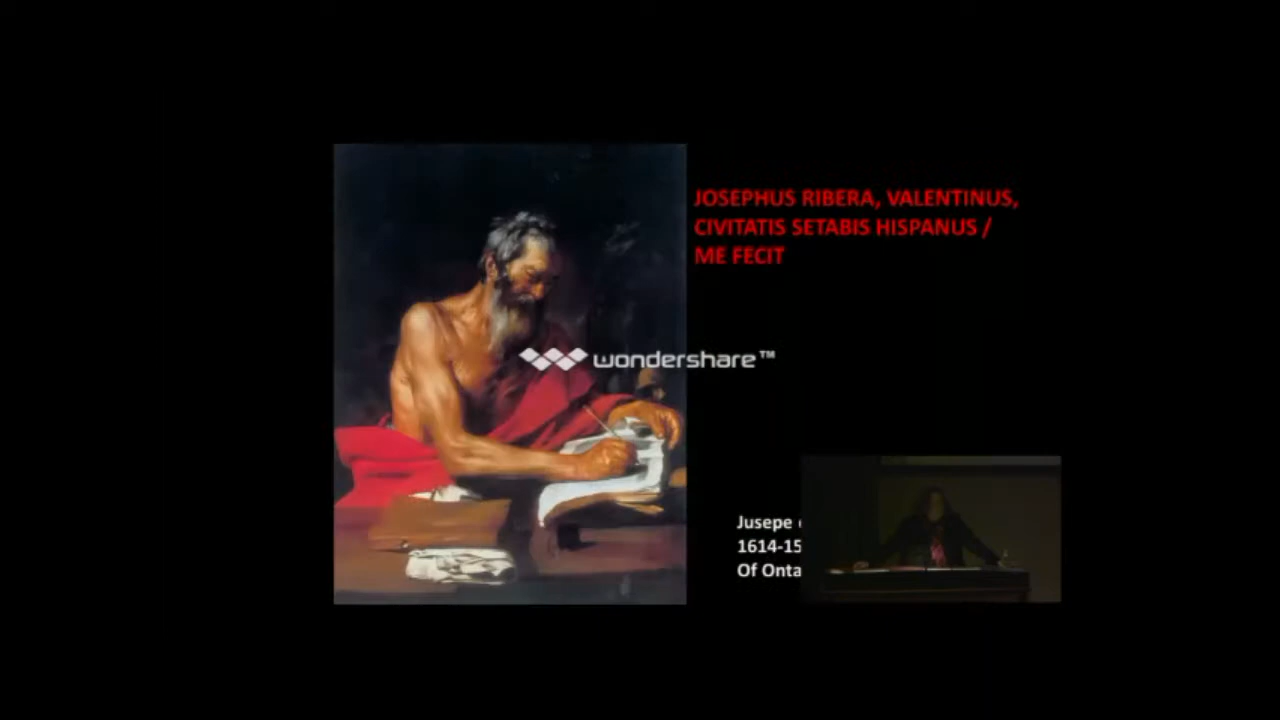 JOSEPHUS RIBERA, VALENTINUS,
CIVITATIS SETABIS HISPANUS /
ME FECIT
wondershare™
Jusepe
1614-15
Of Onta